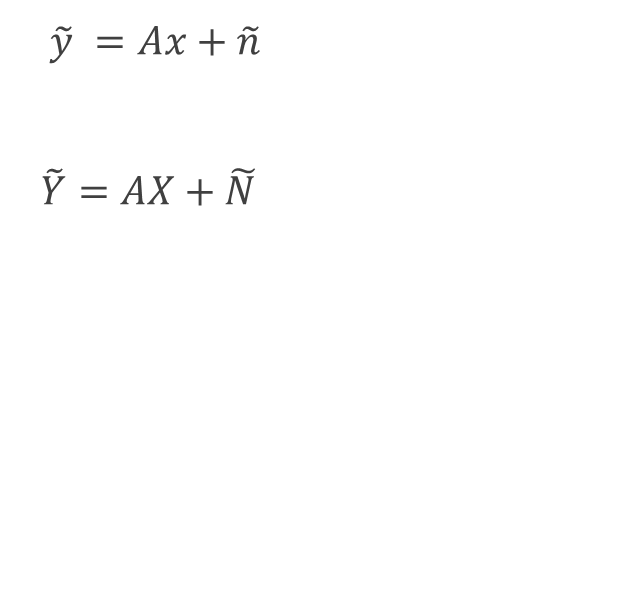 ỹ = Ax + ñ
Ỹ = AX + Ñ